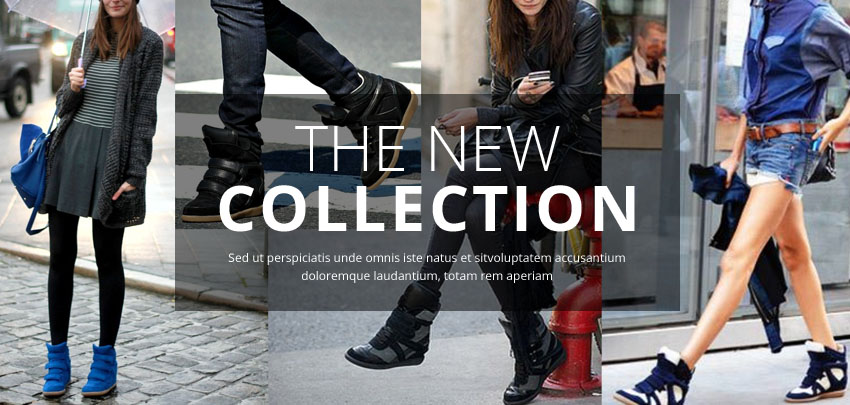 THE NEW
COLLECTION
Sed ut perspiciatis unde omnis iste natus et sitvoluptatem accusantium
doloremque laudantium, totam rem aperiam